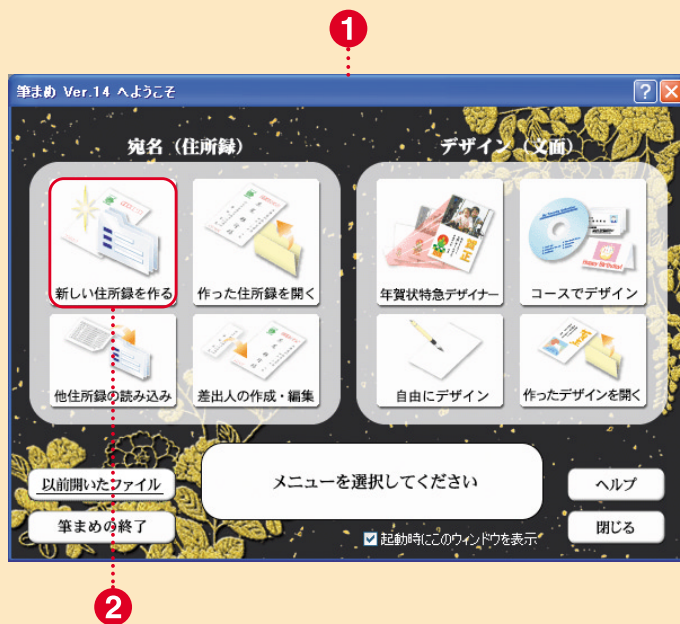 1
筆まめ Ver.14 へようこそ
宛名(住所録)
デザイン(文面)
新しい住所録を作る
作った住所録を開く
年賀状特急デザイナー
コースでデザイン
他住所録の読み込み
差出人の作成・編集
自由にデザイン
作ったデザインを開く
以前開いたファイル
メニューを選択してください
ヘルプ
筆まめの終了
起動時にこのウィンドウを表示
閉じる
2